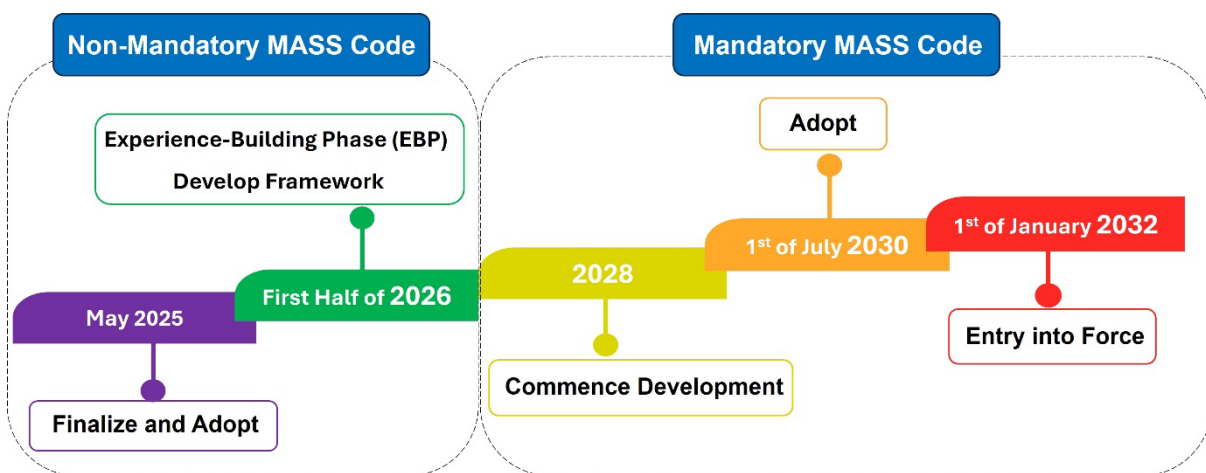 Non-Mandatory MASS Code
Mandatory MASS Code
Experience-Building Phase (EBP)
Develop Framework
Adopt
May 2025
First Half of 2026
2028
1st of July 2030
1st of January 2032
Finalize and Adopt
Commence Development
Entry into Force